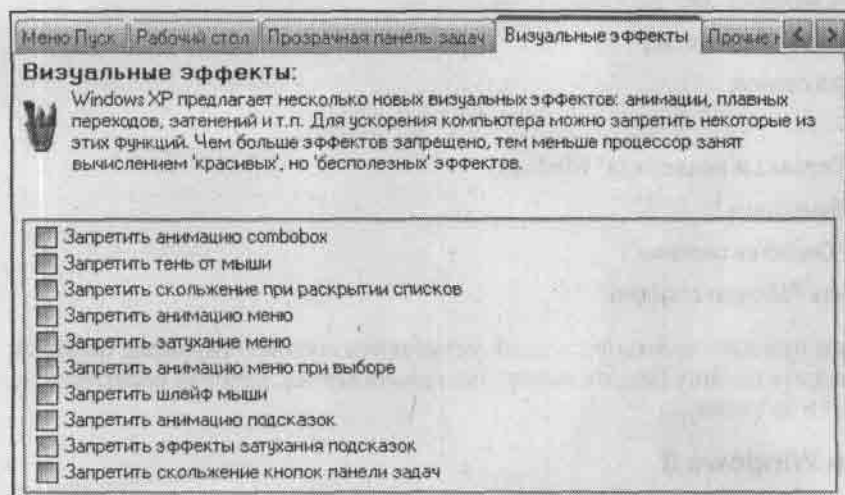 Меню Пуск Рабочий стол Прозрачная панель задач Визуальные эффекты Прочие
Визуальные эффекты:
Windows XP предлагает несколько новых визуальных эффектов: анимации, плавных
переходов, затенений и т.п. Для ускорения компьютера можно запретить некоторые из
этих функций. Чем больше эффектов запрещено, тем меньше процессор занят
вычислением 'красивых', но 'бесполезных' эффектов.
Запретить анимацию combobox
Запретить тень от мыши
Запретить скольжение при раскрытии списков
Запретить анимацию меню
Запретить затухание меню
Запретить анимацию меню при выборе
Запретить шлейф мыши
Запретить анимацию подсказок
Запретить эффекты затухания подсказок
Запретить скольжение кнопок панели задач